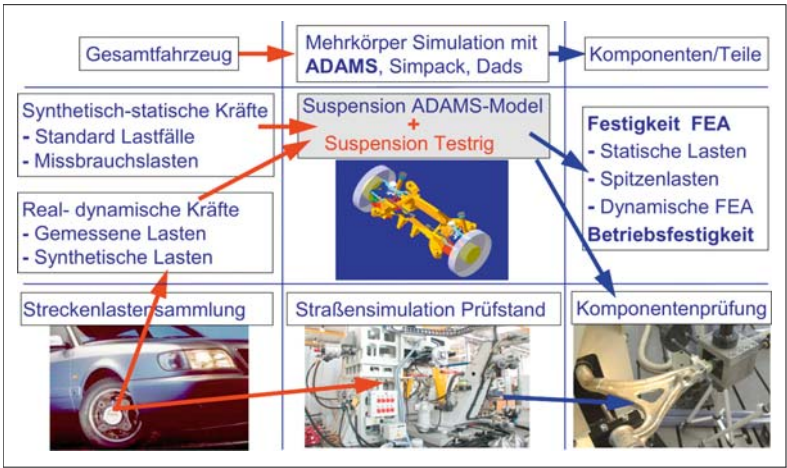 Gesamtfahrzeug
Mehrkörper Simulation mit
ADAMS, Simpack, Dads
Komponenten/Teile
Synthetisch-statische Kräfte
- Standard Lastfälle
- Missbrauchslasten
Suspension ADAMS-Model
+
Suspension Testrig
Festigkeit FEA
- Statische Lasten
- Spitzenlasten
- Dynamische FEA
Betriebsfestigkeit
Real- dynamische Kräfte
- Gemessene Lasten
- Synthetische Lasten
Streckenlastensammlung
Straßensimulation Prüfstand
Komponentenprüfung